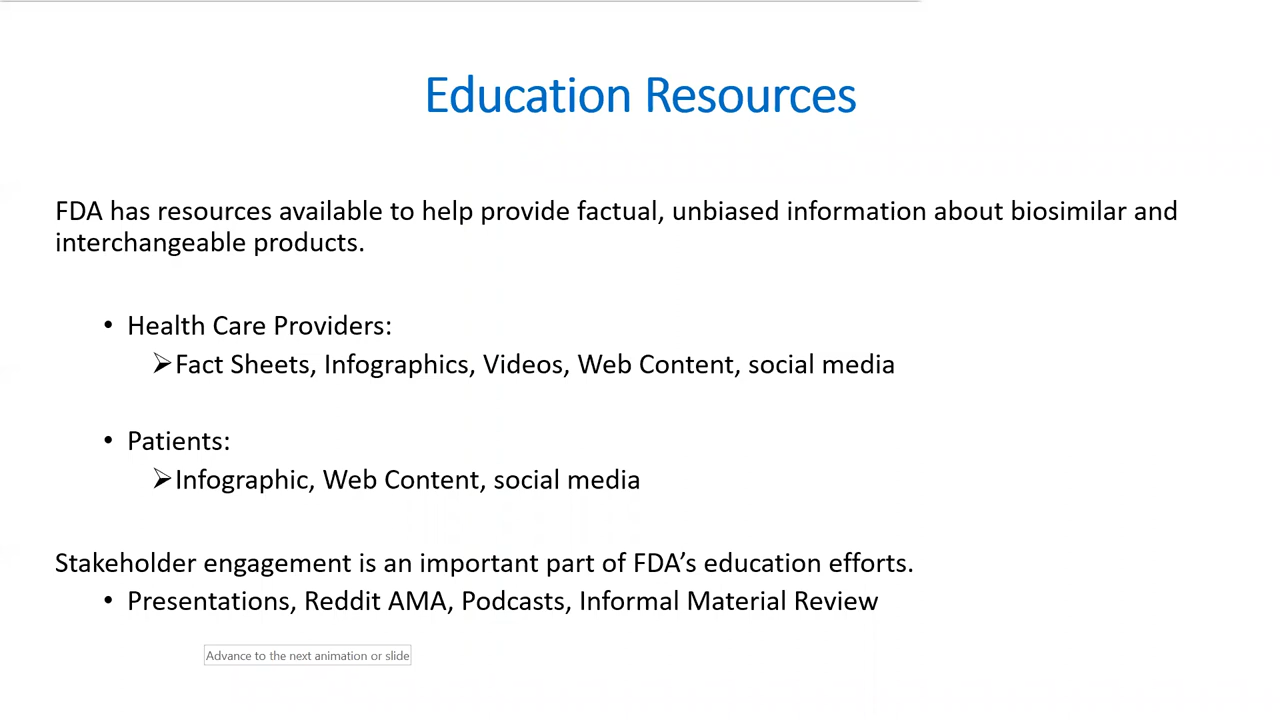 Education Resources
FDA has resources available to help provide factual, unbiased information about biosimilar and
interchangeable products.
• Health Care Providers:
➢Fact Sheets, Infographics, Videos, Web Content, social media
• Patients:
➢Infographic, Web Content, social media
Stakeholder engagement is an important part of FDA’s education efforts.
• Presentations, Reddit AMA, Podcasts, Informal Material Review
Advance to the next animation or slide